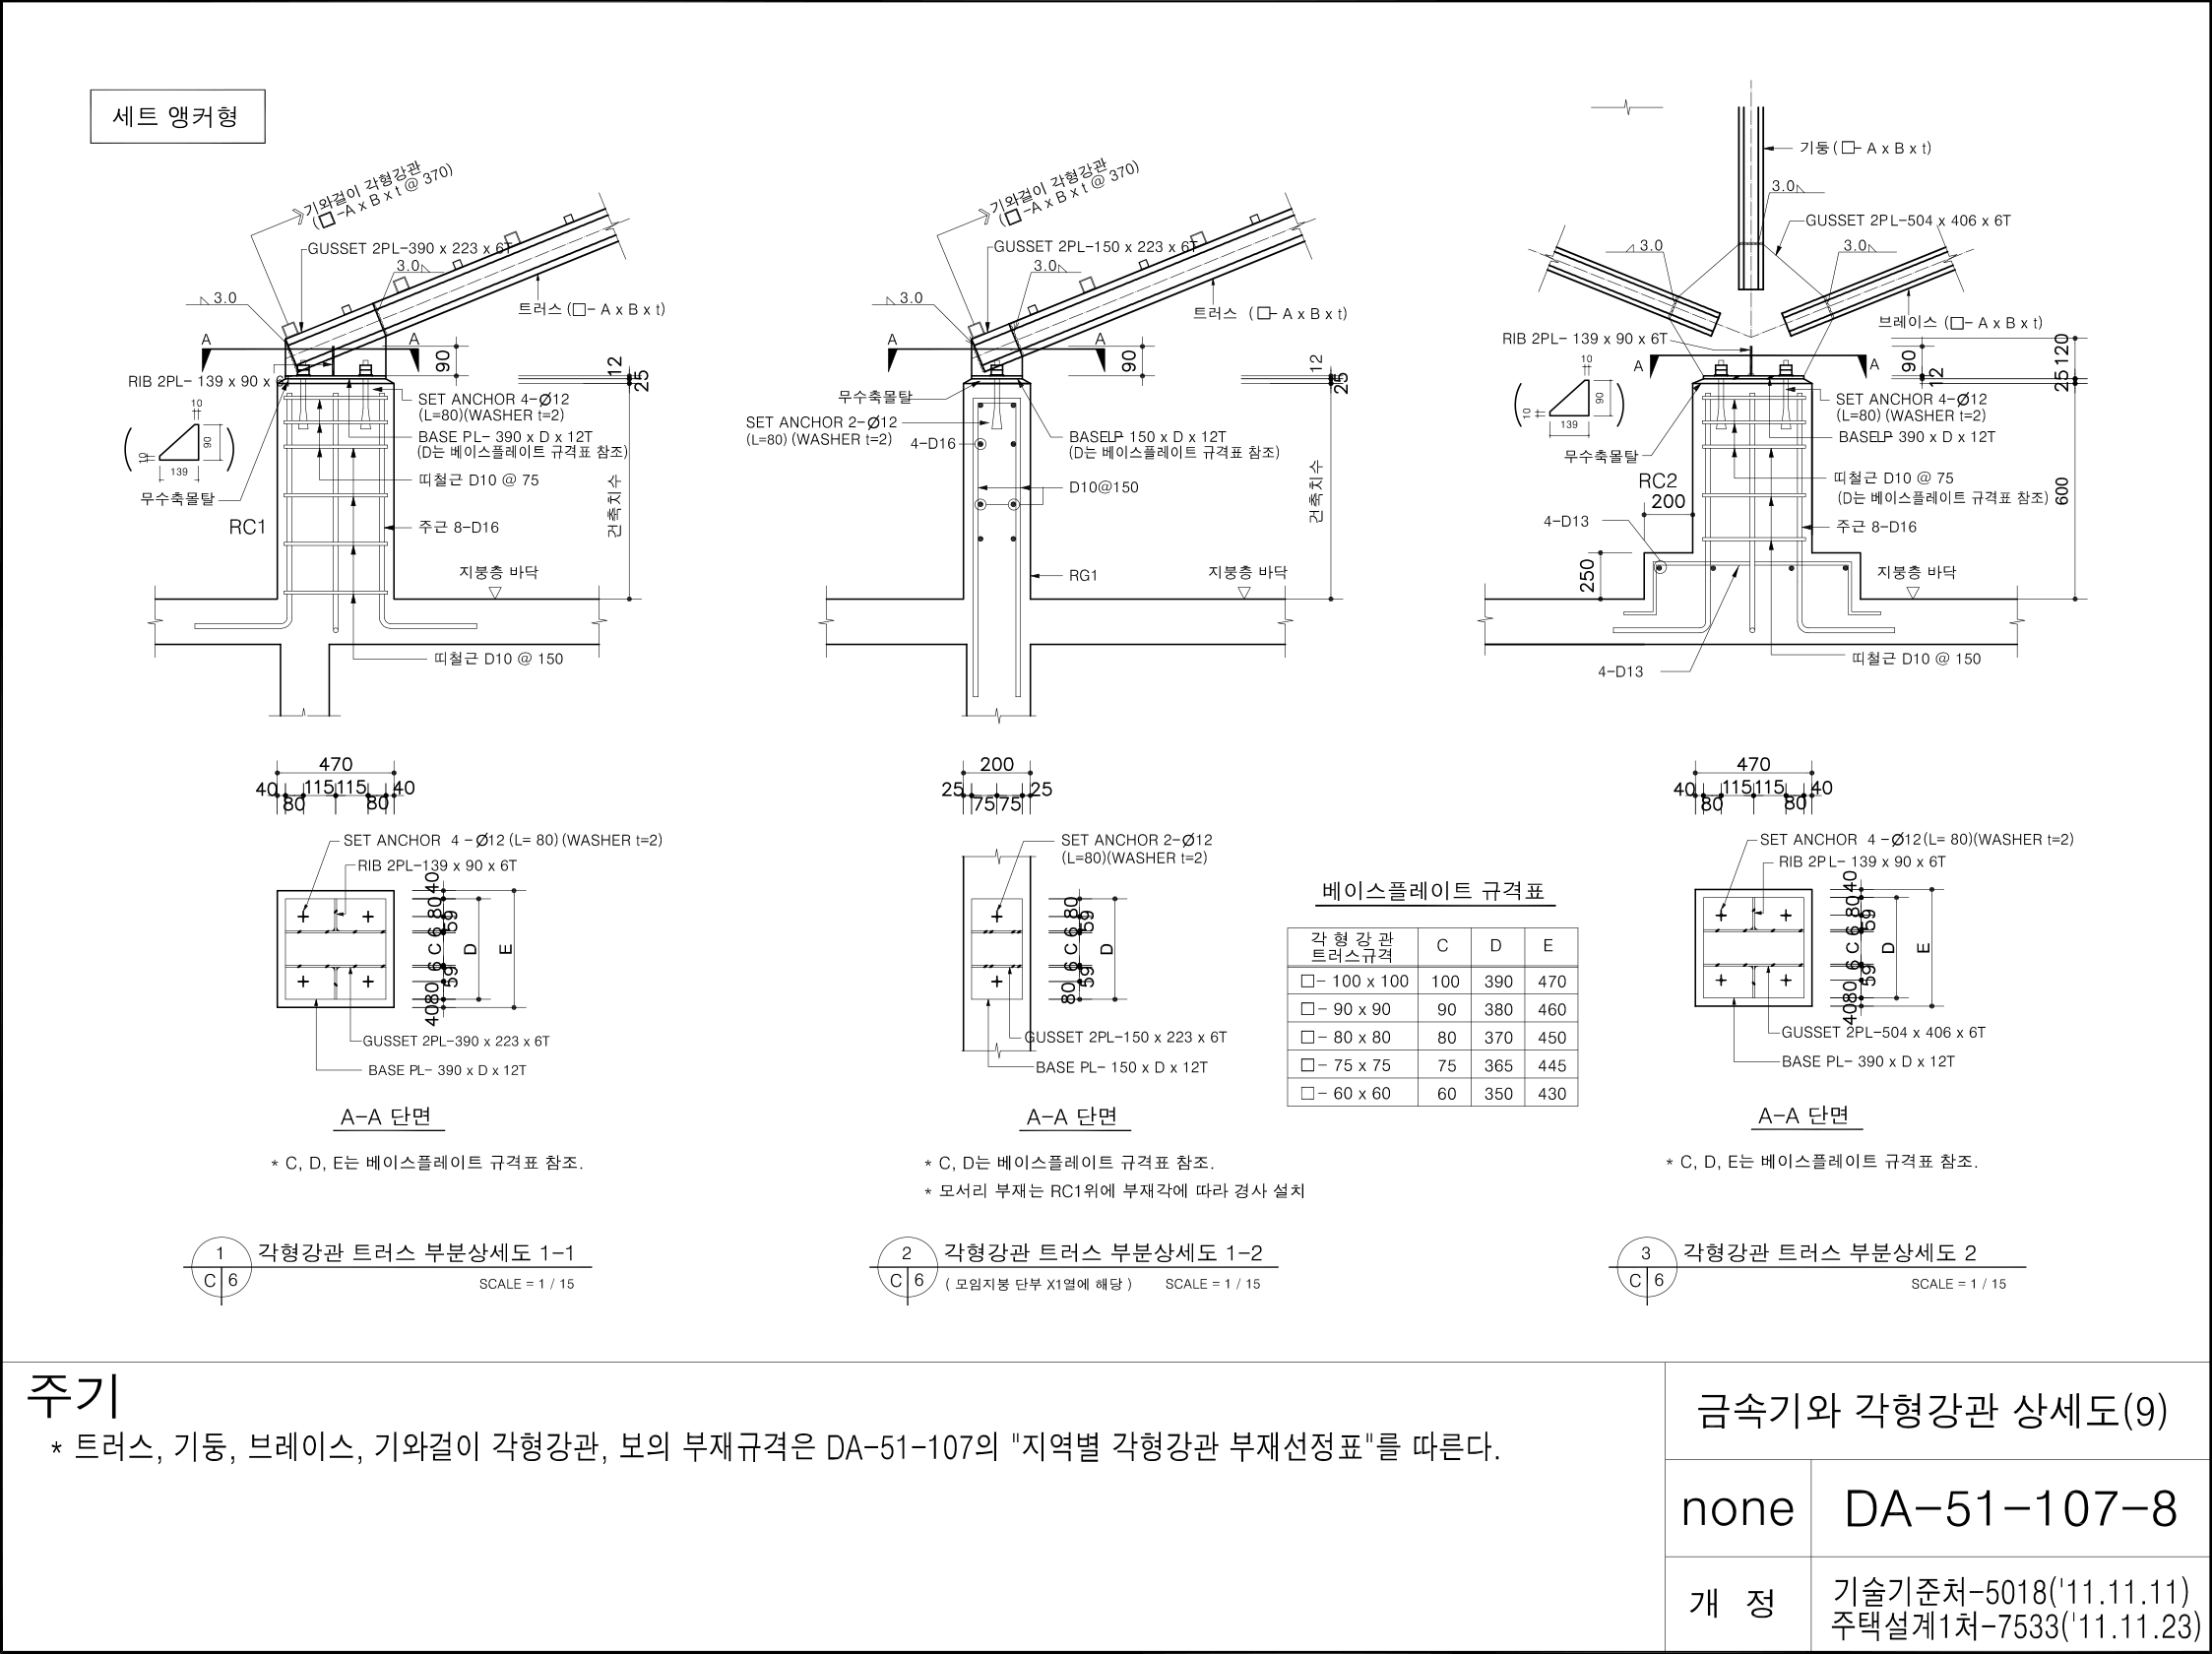 세트 앵커형
기와걸이 각형강관
(□-A x B x t @ 370)
GUSSET 2PL-390 x 223 x 6T
3.0
3.0
트러스 (□- A x B x t)
A
A
90
12
25
RIB 2PL- 139 x 90 x 6
10
90
10
139
SET ANCHOR 4-Ø12
(L=80)(WASHER t=2)
BASE PL- 390 x D x 12T
(D는 베이스플레이트 규격표 참조)
띠철근 D10 @ 75
무수축몰탈
RC1
주근 8-D16
건축치수
지붕층 바닥
띠철근 D10 @ 150
기와걸이 각형강관
(□-A x B x t @ 370)
GUSSET 2PL-150 x 223 x 6T
3.0
3.0
트러스 (□- A x B x t)
A
A
90
12
25
무수축몰탈
SET ANCHOR 2-Ø12
(L=80) (WASHER t=2)
4-D16
BASELP- 150 x D x 12T
(D는 베이스플레이트 규격표 참조)
D10@150
건축치수
RG1
지붕층 바닥
기둥 (□- A x B x t)
3.0
GUSSET 2PL-504 x 406 x 6T
3.0
3.0
브레이스 (□- A x B x t)
RIB 2PL- 139 x 90 x 6T
A
A
90
12
120
25
10
90
10
139
SET ANCHOR 4-Ø12
(L=80) (WASHER t=2)
BASELP- 390 x D x 12T
무수축몰탈
띠철근 D10 @ 75
(D는 베이스플레이트 규격표 참조)
RC2
200
600
4-D13
주근 8-D16
250
지붕층 바닥
띠철근 D10 @ 150
4-D13
470
40 80 115 115 80 40
SET ANCHOR 4 -Ø12 (L= 80) (WASHER t=2)
RIB 2PL-139 x 90 x 6T
40
80
59
6
C
6
59
80
40
D
E
GUSSET 2PL-390 x 223 x 6T
BASE PL- 390 x D x 12T
A-A 단면
* C, D, E는 베이스플레이트 규격표 참조.
200
25 75 75 25
SET ANCHOR 2-Ø12
(L=80)(WASHER t=2)
80
59
6
C
6
59
80
D
GUSSET 2PL-150 x 223 x 6T
BASE PL- 150 x D x 12T
A-A 단면
* C, D는 베이스플레이트 규격표 참조.
* 모서리 부재는 RC1위에 부재각에 따라 경사 설치
베이스플레이트 규격표
각 형 강 관
트러스규격 C D E
□- 100 x 100 100 390 470
□- 90 x 90 90 380 460
□- 80 x 80 80 370 450
□- 75 x 75 75 365 445
□- 60 x 60 60 350 430
470
40 80 115 115 80 40
SET ANCHOR 4 -Ø12 (L= 80)(WASHER t=2)
RIB 2PL- 139 x 90 x 6T
40
80
59
6
C
6
59
80
40
D
E
GUSSET 2PL-504 x 406 x 6T
BASE PL- 390 x D x 12T
A-A 단면
* C, D, E는 베이스플레이트 규격표 참조.
1
C 6
각형강관 트러스 부분상세도 1-1
SCALE = 1 / 15
2
C 6
각형강관 트러스 부분상세도 1-2
( 모임지붕 단부 X1열에 해당 ) SCALE = 1 / 15
3
C 6
각형강관 트러스 부분상세도 2
SCALE = 1 / 15
주기
* 트러스, 기둥, 브레이스, 기와걸이 각형강관, 보의 부재규격은 DA-51-107의 "지역별 각형강관 부재선정표"를 따른다.
금속기와 각형강관 상세도(9)
none DA-51-107-8
개 정
기술기준처-5018('11.11.11)
주택설계1처-7533('11.11.23)